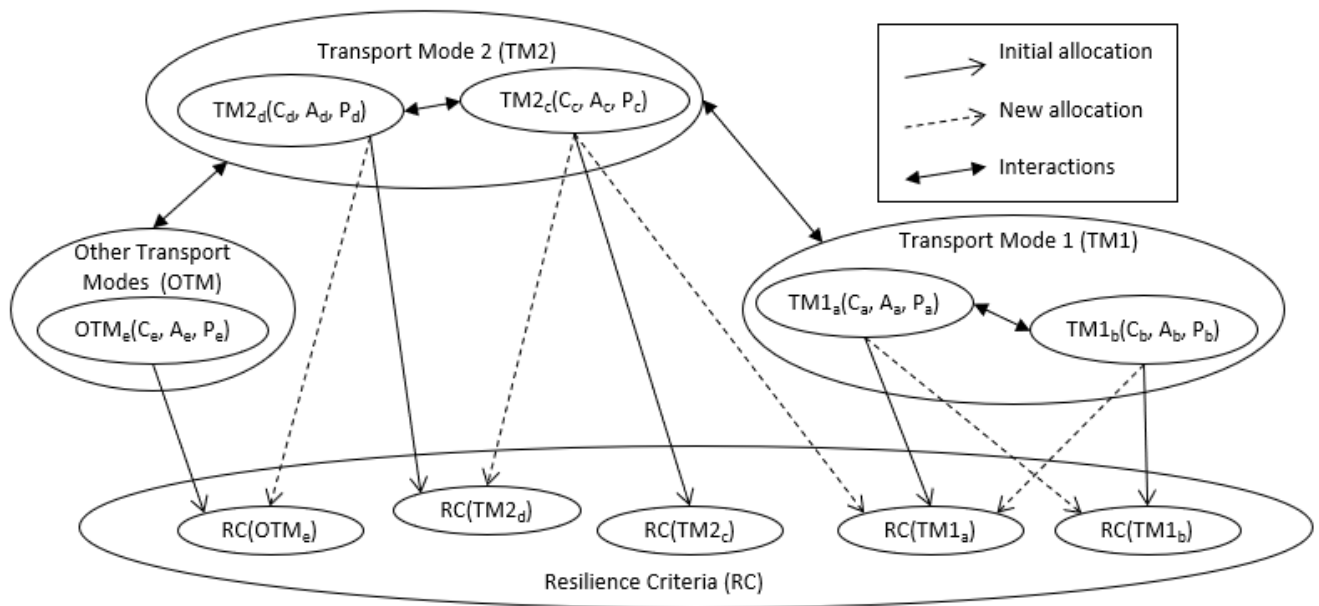 Transport Mode 2 (TM2)
TM2d(Cd, Ad, Pd)
TM2c(Cc, Ac, Pc)
Initial allocation
New allocation
Interactions
Other Transport
Modes (OTM)
OTMe(Ce, Ae, Pe)
Transport Mode 1 (TM1)
TM1a(Ca, Aa, Pa)
TM1b(Cb, Ab, Pb)
RC(OTMe)
RC(TM2d)
RC(TM2c)
RC(TM1a)
RC(TM1b)
Resilience Criteria (RC)